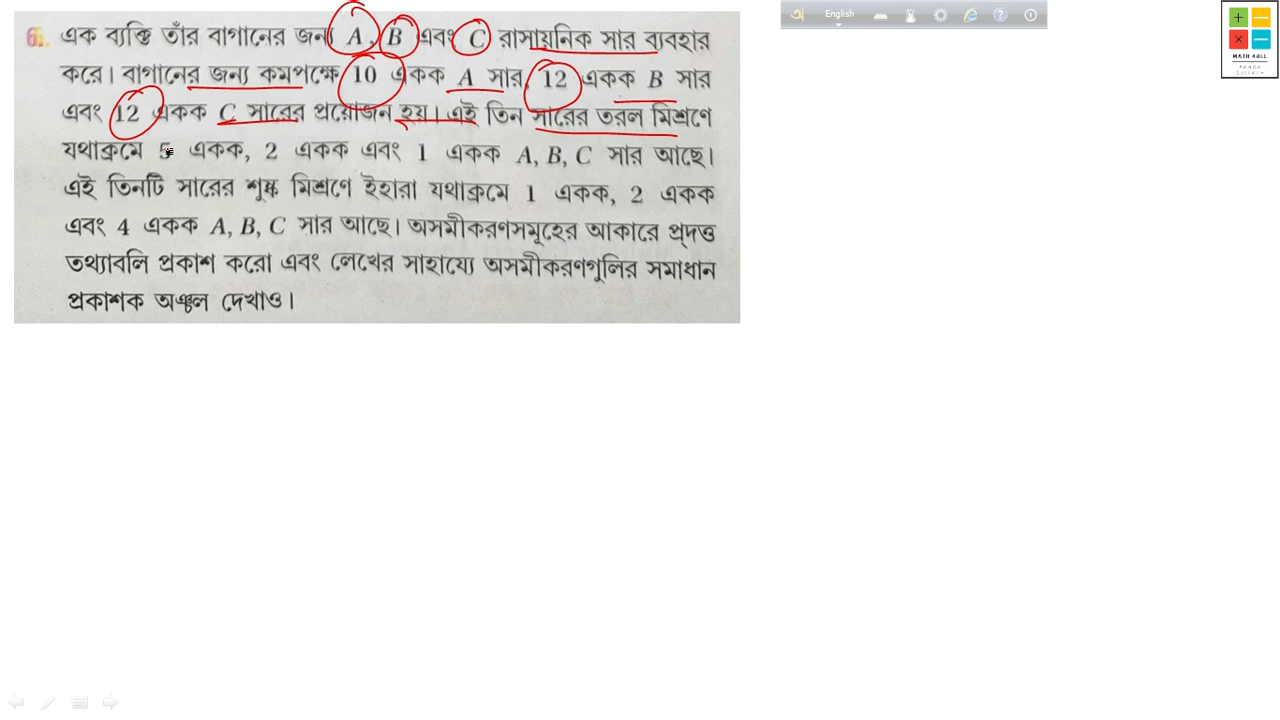 6. এক ব্যক্তি তাঁর বাগানের জন্য A, B এবং C রাসায়নিক সার ব্যবহার
করে। বাগানের জন্য কমপক্ষে 10 একক A সার, 12 একক B সার
এবং 12 একক C সারের প্রয়োজন হয়। এই তিন সারের তরল মিশ্রণে
যথাক্রমে 5 একক, 2 একক এবং 1 একক A, B, C সার আছে।
এই তিনটি সারের শুষ্ক মিশ্রণে ইহারা যথাক্রমে 1 একক, 2 একক
এবং 4 একক A, B, C সার আছে। অসমীকরণসমূহের আকারে প্রদত্ত
তথ্যাবলি প্রকাশ করো এবং লেখের সাহায্যে অসমীকরণগুলির সমাধান
প্রকাশক অঞ্চল দেখাও।
English
MATH 4ALL